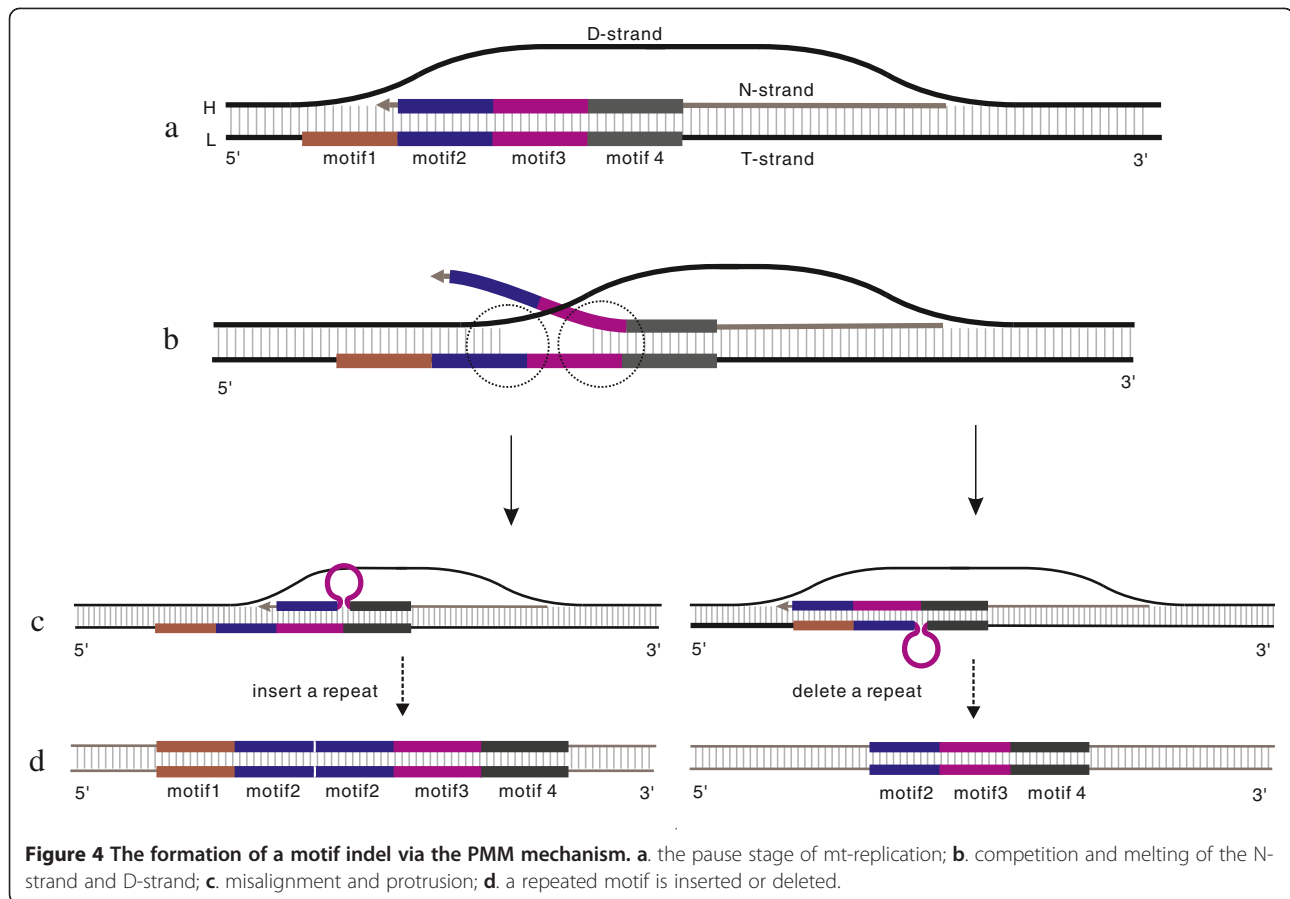 D-strand
H
N-strand
a
L
5'
motif1
motif2
motif3
motif 4
T-strand
3'
b
5'
3'
c
5'
3'
5'
3'
insert a repeat
delete a repeat
d
5'
motif1
motif2
motif2
motif3
motif 4
3'
5'
motif2
motif3
motif 4
3'
Figure 4 The formation of a motif indel via the PMM mechanism. a. the pause stage of mt-replication; b. competition and melting of the N-
strand and D-strand; c. misalignment and protrusion; d. a repeated motif is inserted or deleted.